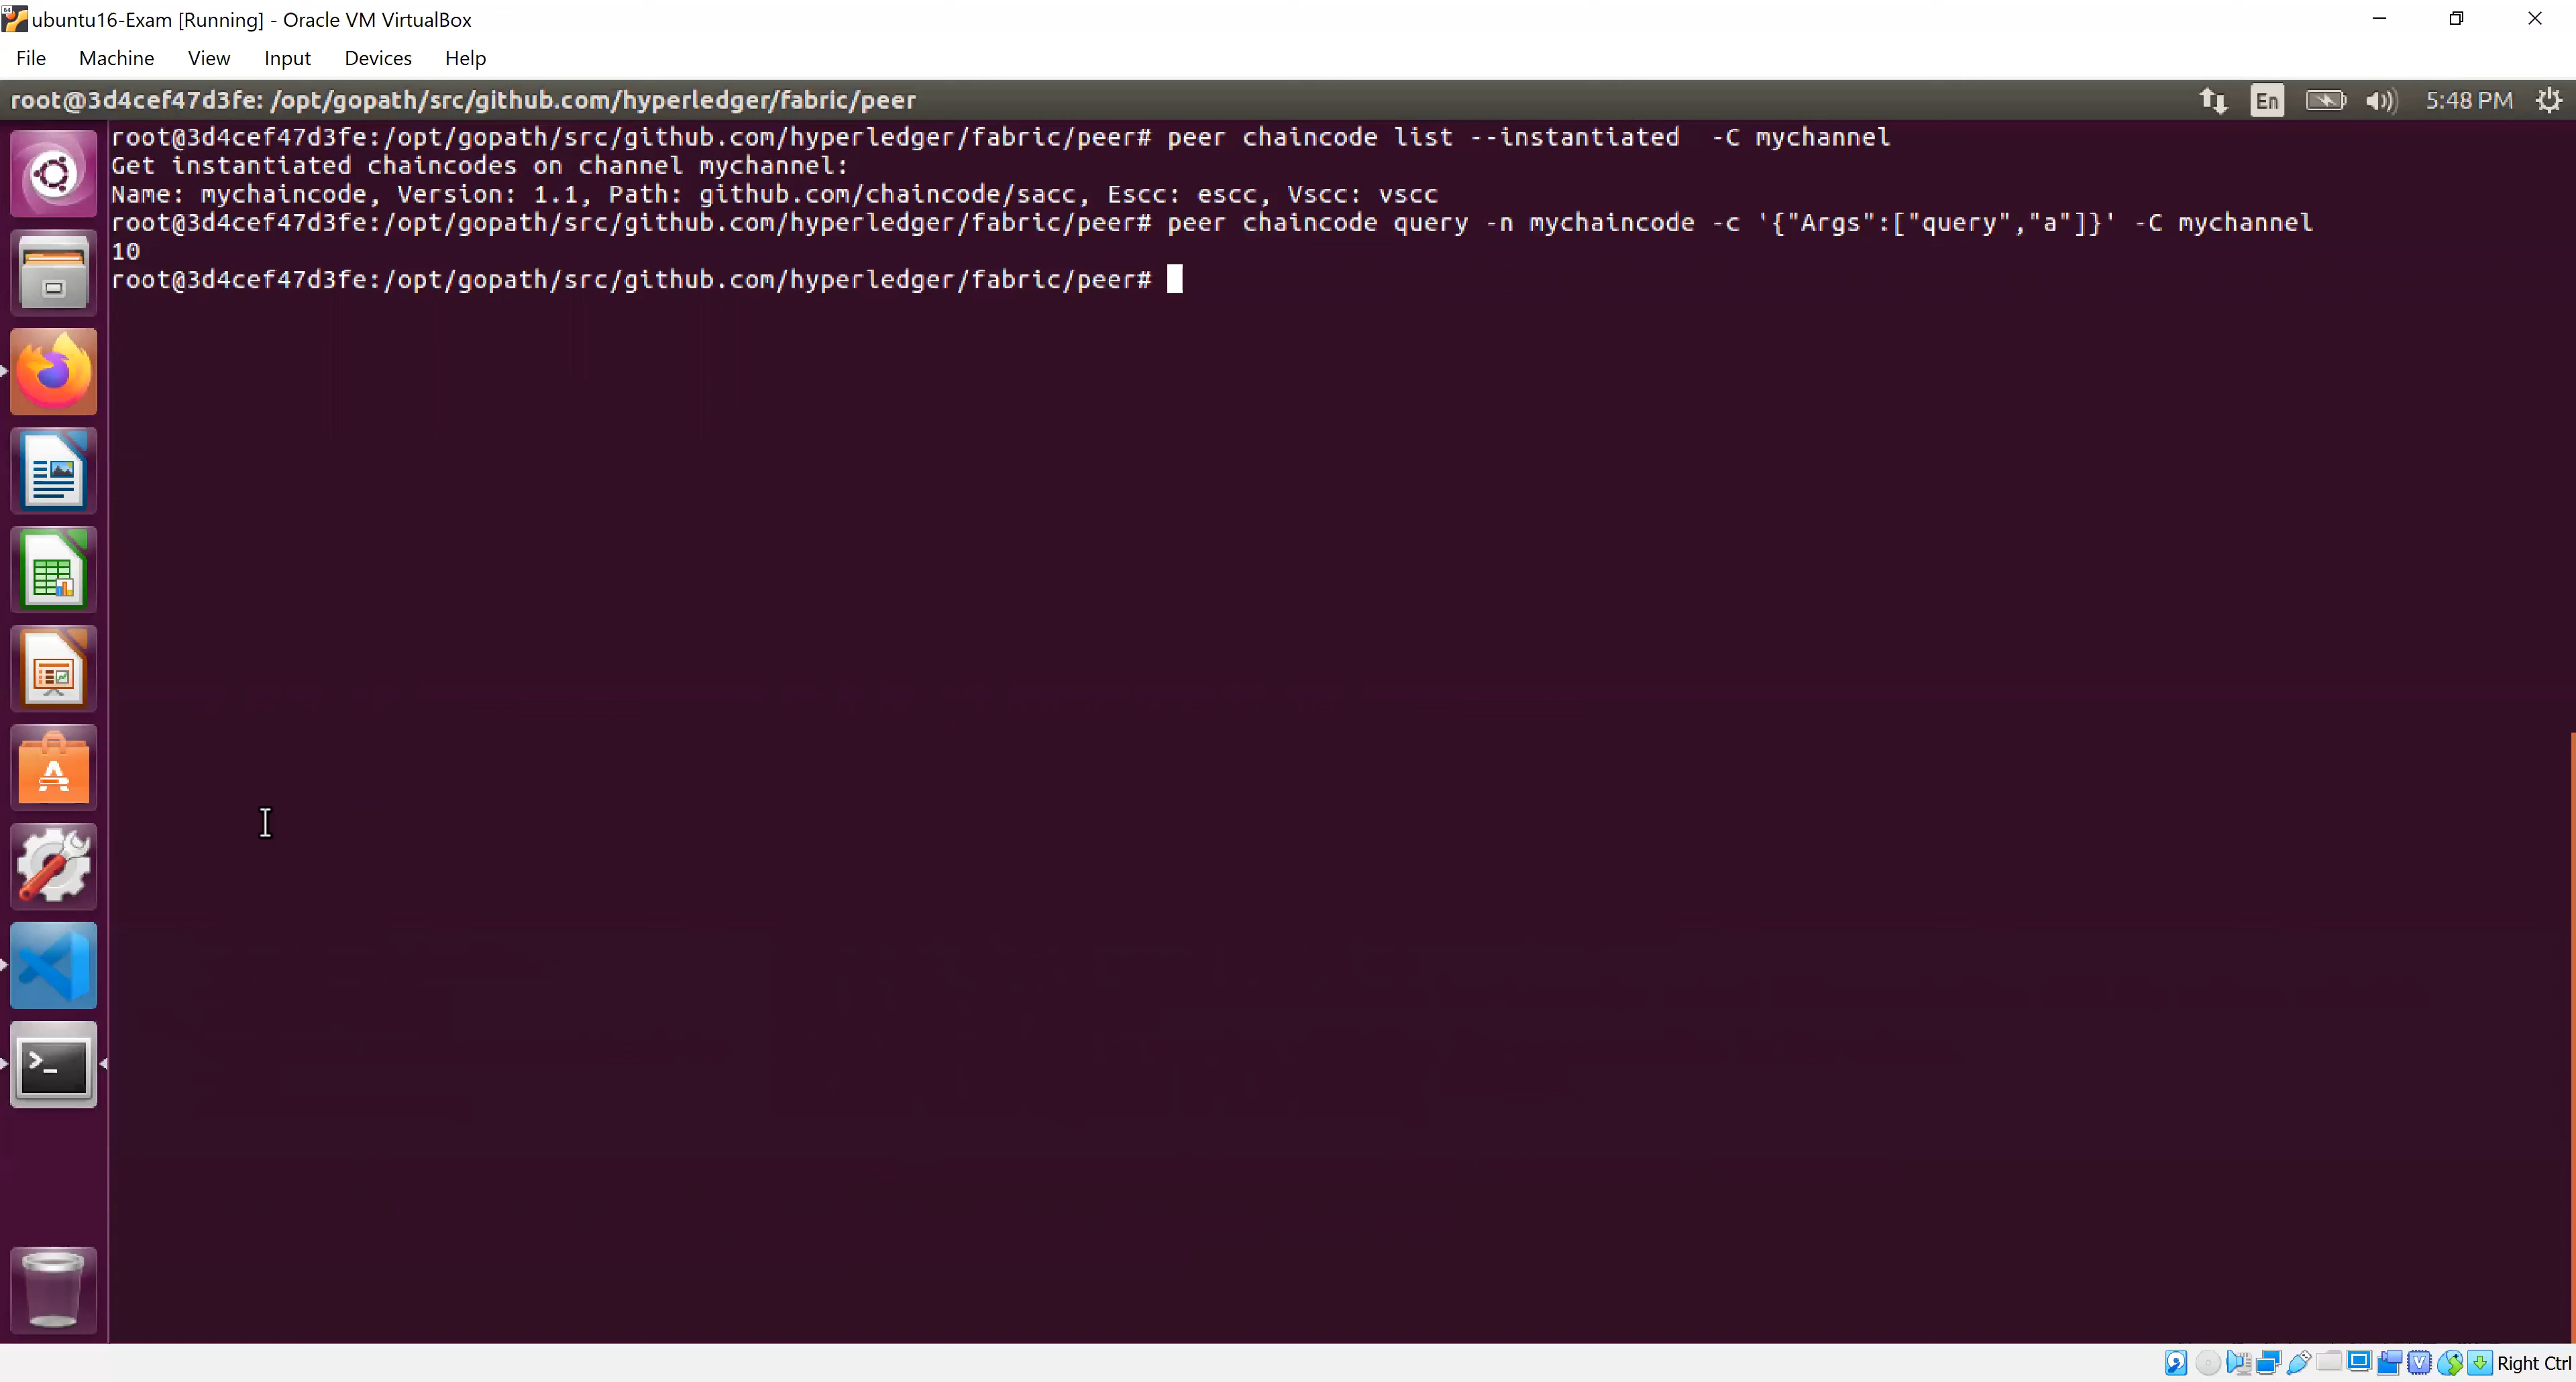 ubuntu16-Exam [Running] - Oracle VM VirtualBox
File Machine View Input Devices Help
root@3d4cef47d3fe: /opt/gopath/src/github.com/hyperledger/fabric/peer En 5:48 PM
root@3d4cef47d3fe:/opt/gopath/src/github.com/hyperledger/fabric/peer# peer chaincode list --instantiated  -C mychannel
Get instantiated chaincodes on channel mychannel:
Name: mychaincode, Version: 1.1, Path: github.com/chaincode/sacc, Escc: escc, Vscc: vscc
root@3d4cef47d3fe:/opt/gopath/src/github.com/hyperledger/fabric/peer# peer chaincode query -n mychaincode -c '{"Args":["query","a"]}' -C mychannel
10
root@3d4cef47d3fe:/opt/gopath/src/github.com/hyperledger/fabric/peer#
Right Ctrl